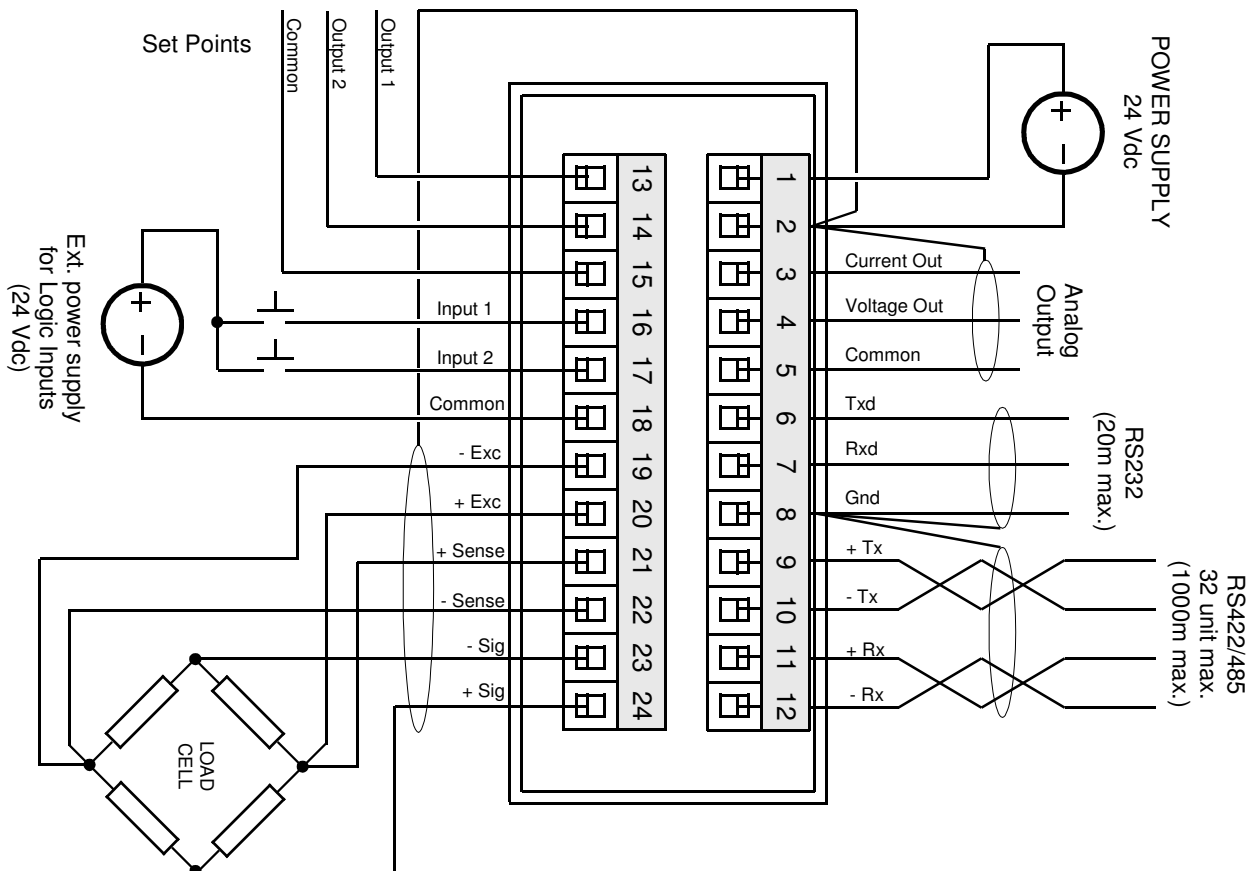 Set Points
Common
Output 2
Output 1
POWER SUPPLY
24 Vdc
+
-
13
14
15
16
17
18
19
20
21
22
23
24
1
2
3
4
5
6
7
8
9
10
11
12
Current Out
Voltage Out
Common
Analog
Output
Txd
Rxd
Gnd
RS232
(20m max.)
+ Tx
- Tx
+ Rx
- Rx
RS422/485
32 unit max.
(1000m max.)
Ext. power supply
for Logic Inputs
(24 Vdc)
+
-
Input 1
Input 2
Common
- Exc
+ Exc
+ Sense
- Sense
- Sig
+ Sig
LOAD
CELL